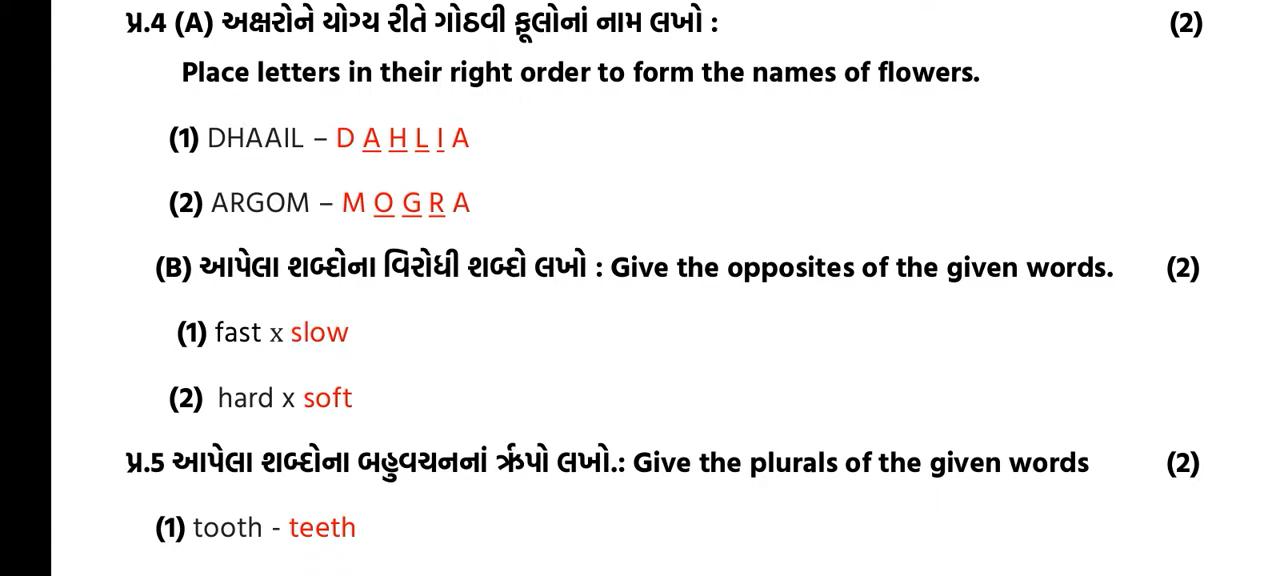 પ્ર.4 (A) અક્ષરોને યોગ્ય રીતે ગોઠવી ફૂલોનાં નામ લખો : (2)
Place letters in their right order to form the names of flowers.
(1) DHAAIL – D A H L I A
(2) ARGOM – M O G R A
(B) આપેલા શબ્દોના વિરોધી શબ્દો લખો : Give the opposites of the given words. (2)
(1) fast x slow
(2) hard x soft
પ્ર.5 આપેલા શબ્દોના બહુવચનનાં ર્ઋપો લખો.: Give the plurals of the given words (2)
(1) tooth - teeth